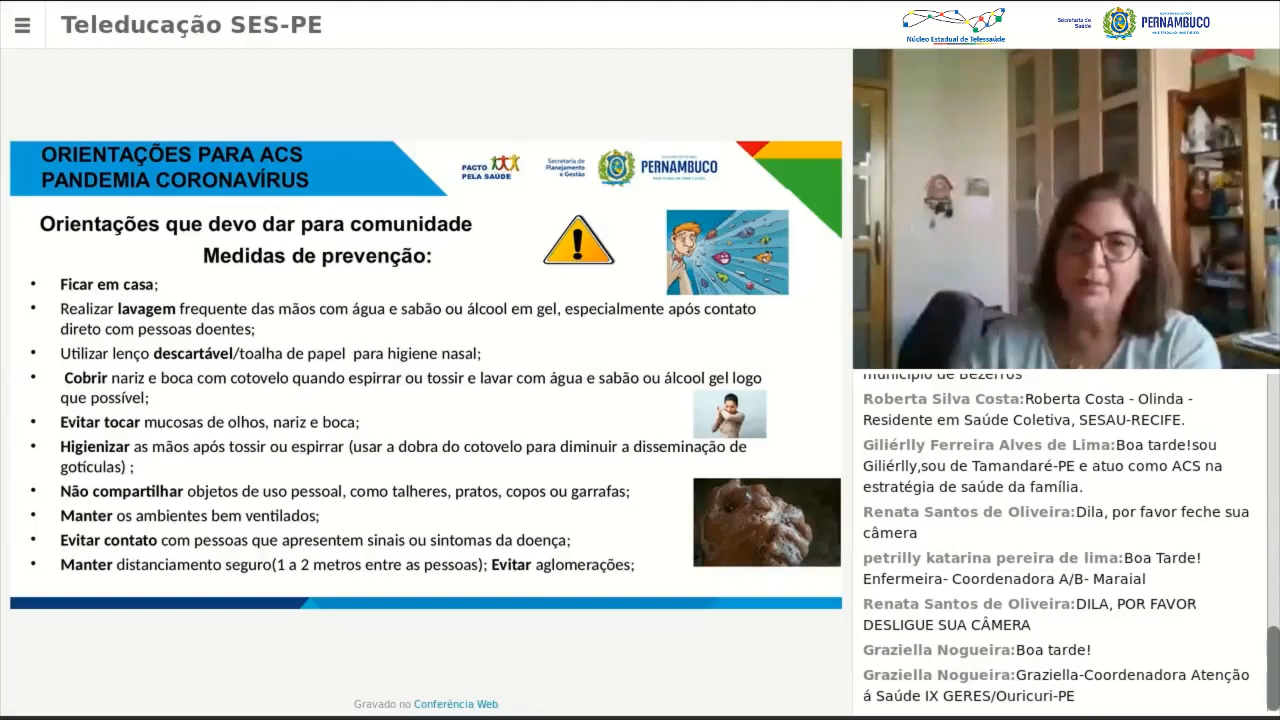 Teleducação SES-PE
Núcleo Estadual de Telessaúde
Secretaria de
Saúde
PERNAMBUCO
ORIENTAÇÕES PARA ACS
PANDEMIA CORONAVÍRUS
PACTO
PELA SAÚDE
Secretaria de
Planejamento
e Gestão
PERNAMBUCO
Orientações que devo dar para comunidade
Medidas de prevenção:
• Ficar em casa;
• Realizar lavagem frequente das mãos com água e sabão ou álcool em gel, especialmente após contato
direto com pessoas doentes;
• Utilizar lenço descartável/toalha de papel para higiene nasal;
• Cobrir nariz e boca com cotovelo quando espirrar ou tossir e lavar com água e sabão ou álcool gel logo
que possível;
• Evitar tocar mucosas de olhos, nariz e boca;
• Higienizar as mãos após tossir ou espirrar (usar a dobra do cotovelo para diminuir a disseminação de
gotículas) ;
• Não compartilhar objetos de uso pessoal, como talheres, pratos, copos ou garrafas;
• Manter os ambientes bem ventilados;
• Evitar contato com pessoas que apresentem sinais ou sintomas da doença;
• Manter distanciamento seguro(1 a 2 metros entre as pessoas); Evitar aglomerações;
Gravado no Conferência Web
município de Bezerros
Roberta Silva Costa:Roberta Costa - Olinda -
Residente em Saúde Coletiva, SESAU-RECIFE.
Giliérlly Ferreira Alves de Lima:Boa tarde!sou
Giliérlly,sou de Tamandaré-PE e atuo como ACS na
estratégia de saúde da família.
Renata Santos de Oliveira:Dila, por favor feche sua
câmera
petrilly katarina pereira de lima:Boa Tarde!
Enfermeira- Coordenadora A/B- Maraial
Renata Santos de Oliveira:DILA, POR FAVOR
DESLIGUE SUA CÂMERA
Graziella Nogueira:Boa tarde!
Graziella Nogueira:Graziella-Coordenadora Atenção
á Saúde IX GERES/Ouricuri-PE